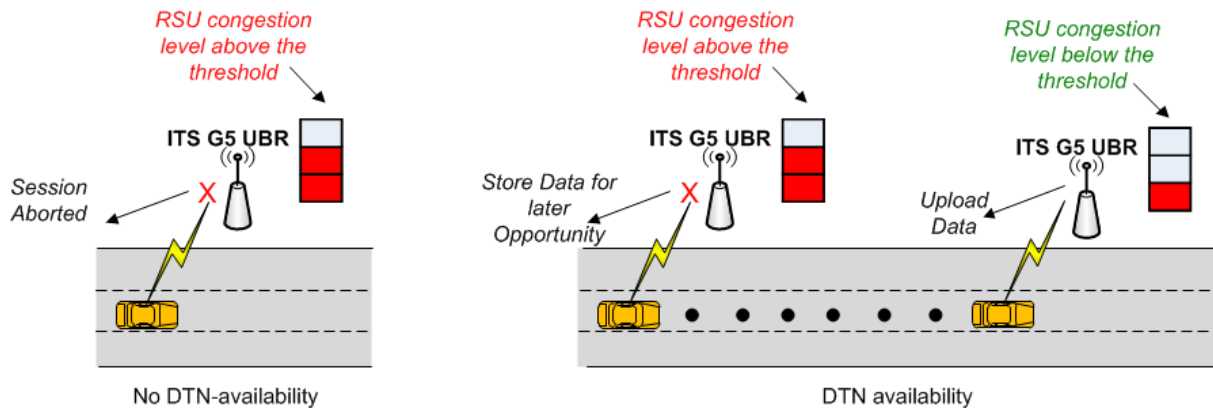 RSU congestion
level above the
threshold
ITS G5 UBR
X
Session
Aborted
No DTN-availability
RSU congestion
level above the
threshold
ITS G5 UBR
X
Store Data for
later
Opportunity
RSU congestion
level below the
threshold
ITS G5 UBR
Upload
Data
DTN availability